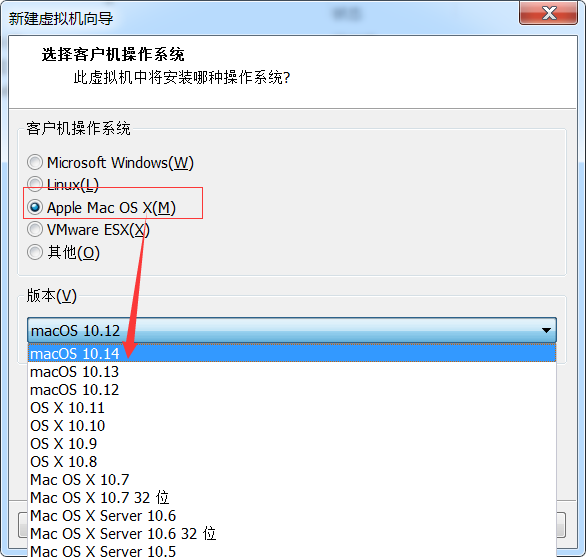 新建虚拟机向导
选择客户机操作系统
此虚拟机中将安装哪种操作系统?
客户机操作系统
Microsoft Windows(W)
Linux(L)
Apple Mac OS X(M)
VMware ESX(X)
其他(O)
版本(V)
macOS 10.12
macOS 10.14
macOS 10.13
macOS 10.12
OS X 10.11
OS X 10.10
OS X 10.9
OS X 10.8
Mac OS X 10.7
Mac OS X 10.7 32 位
Mac OS X Server 10.6
Mac OS X Server 10.6 32 位
Mac OS X Server 10.5